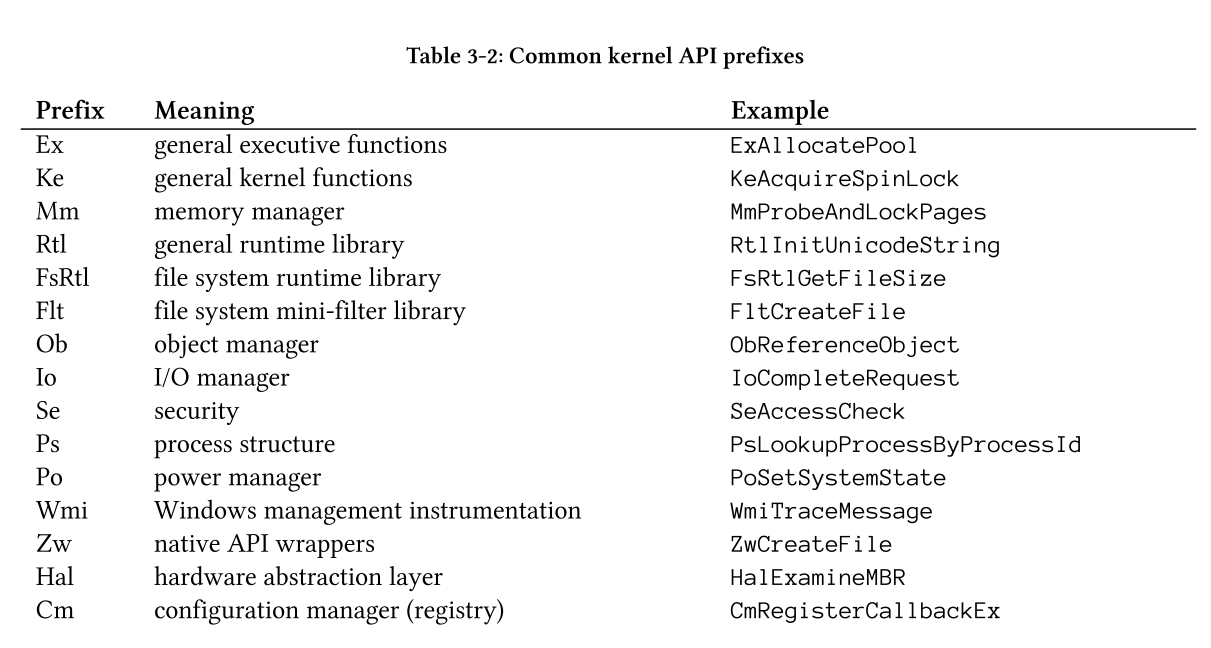 Table 3-2: Common kernel API prefixes
Prefix Meaning Example
Ex general executive functions ExAllocatePool
Ke general kernel functions KeAcquireSpinLock
Mm memory manager MmProbeAndLockPages
Rtl general runtime library RtlInitUnicodeString
FsRtl file system runtime library FsRtlGetFileSize
Flt file system mini-filter library FltCreateFile
Ob object manager ObReferenceObject
Io I/O manager IoCompleteRequest
Se security SeAccessCheck
Ps process structure PsLookupProcessByProcessId
Po power manager PoSetSystemState
Wmi Windows management instrumentation WmiTraceMessage
Zw native API wrappers ZwCreateFile
Hal hardware abstraction layer HalExamineMBR
Cm configuration manager (registry) CmRegisterCallbackEx